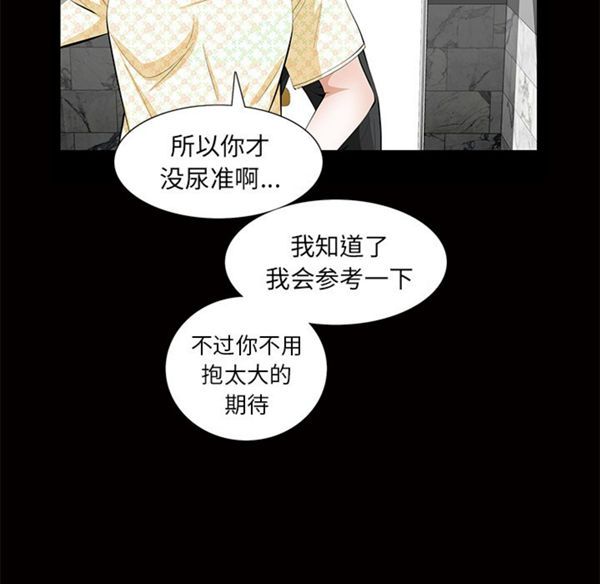 所以你才
没尿准啊...
我知道了
我会参考一下
不过你不用
抱太大的
期待